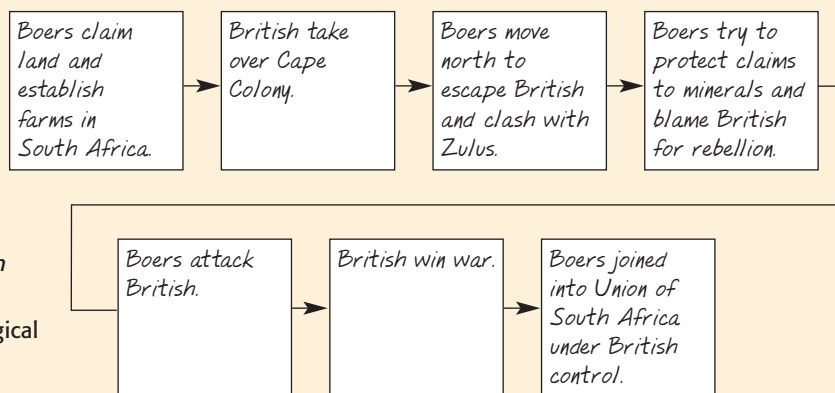 Boers claim
land and
establish
farms in
South Africa.
British take
over Cape
Colony.
Boers move
north to
escape British
and clash with
Zulus.
Boers try to
protect claims
to minerals and
blame British
for rebellion.
Boers attack
British.
British win war.
Boers joined
into Union of
South Africa
under British
control.